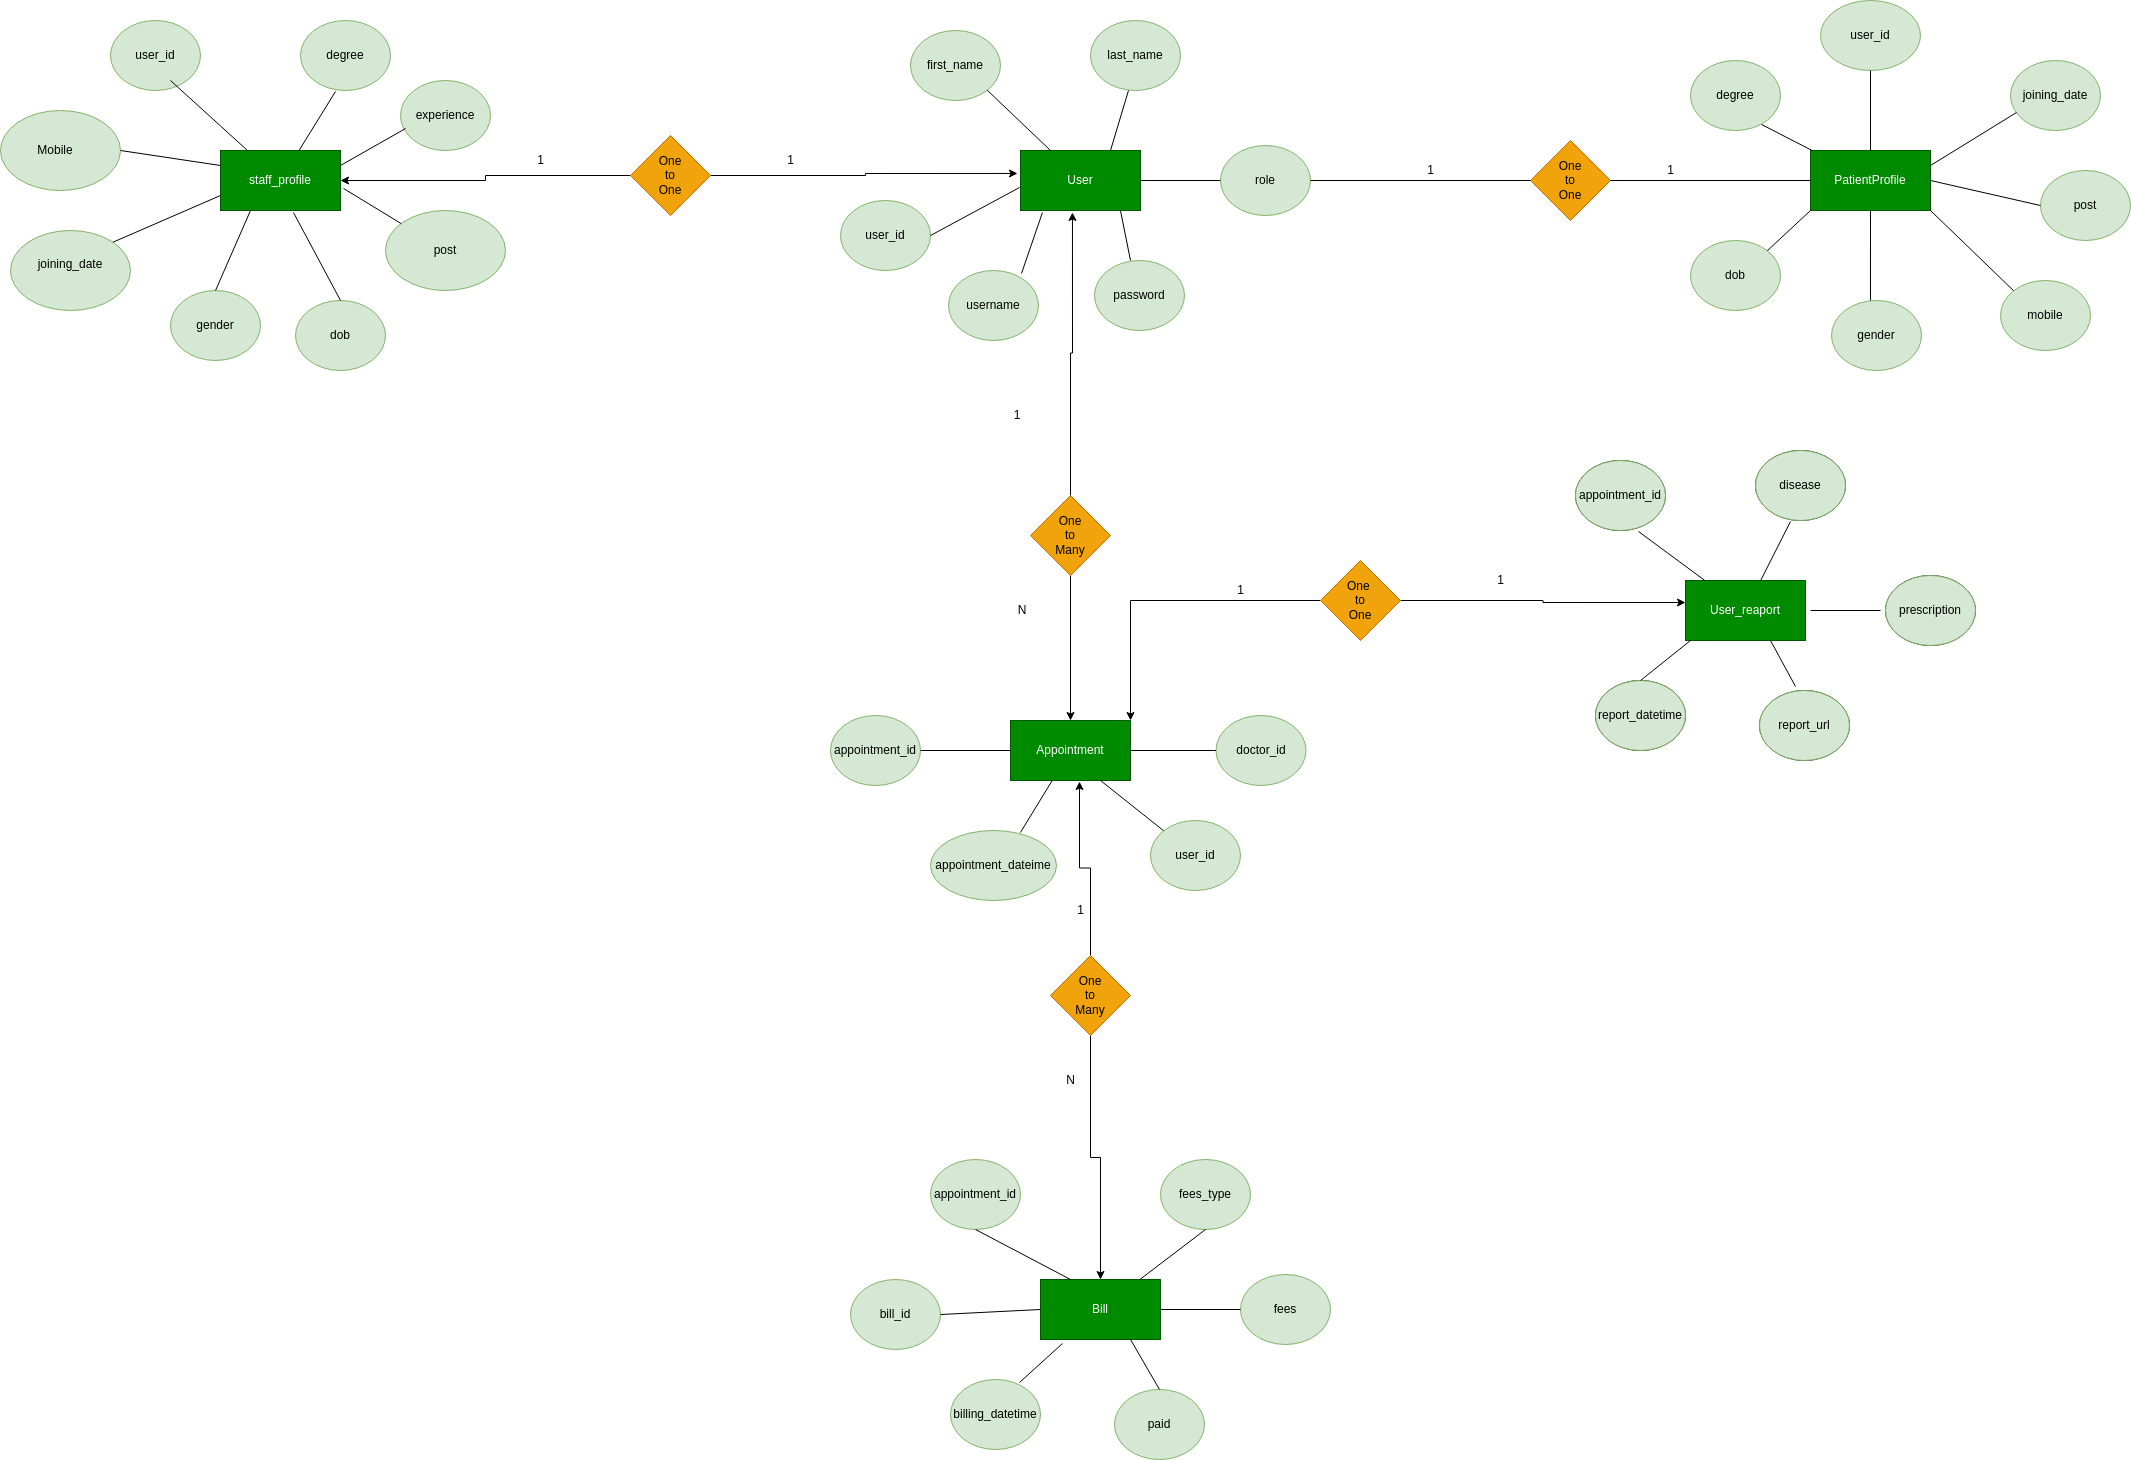 user_id
degree
Mobile
experience
staff_profile
joining_date
post
gender
dob
1
One
to
One
1
first_name
last_name
User
role
user_id
username
password
1
One
to
One
1
user_id
degree
joining_date
PatientProfile
post
dob
gender
mobile
1
One
to
Many
N
1
One
to
One
1
appointment_id
disease
User_reaport
prescription
report_datetime
report_url
appointment_id
Appointment
doctor_id
appointment_dateime
user_id
1
One
to
Many
N
appointment_id
fees_type
bill_id
Bill
fees
billing_datetime
paid